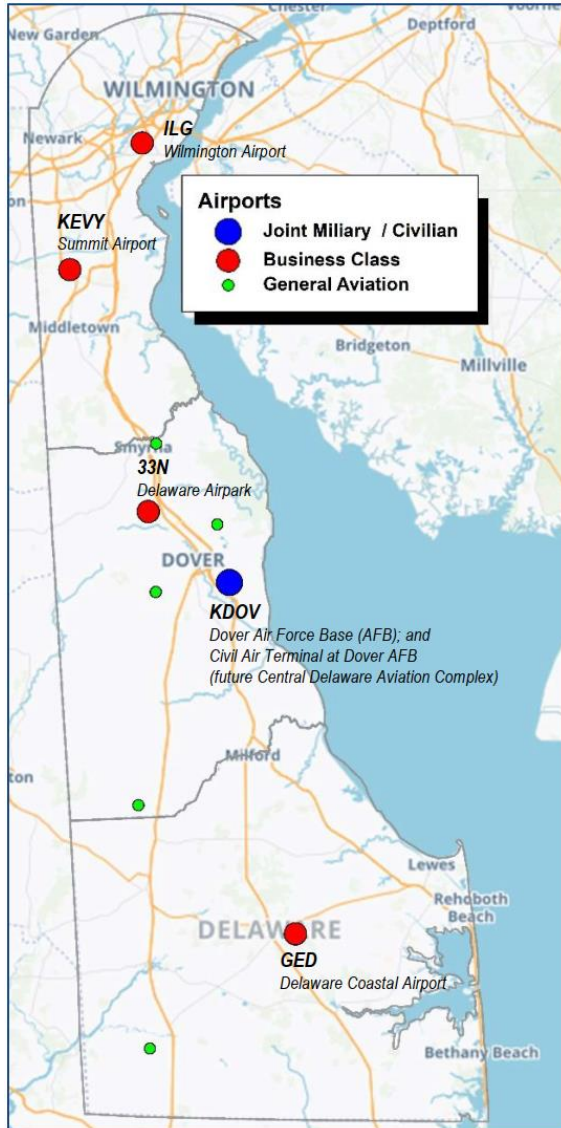 New Garden
Chester
Deptford
WILMINGTON
ILG
Newark
Wilmington Airport
Airports
Joint Miliary / Civilian
Business Class
General Aviation
KEVY
Summit Airport
Middletown
Bridgeton
Millville
Smyrna
33N
Delaware Airpark
DOVER
KDOV
Dover Air Force Base (AFB); and
Civil Air Terminal at Dover AFB
(future Central Delaware Aviation Complex)
Milford
ton
Lewes
Rehoboth
Beach
DELAWARE
GED
Delaware Coastal Airport
Bethany Beach